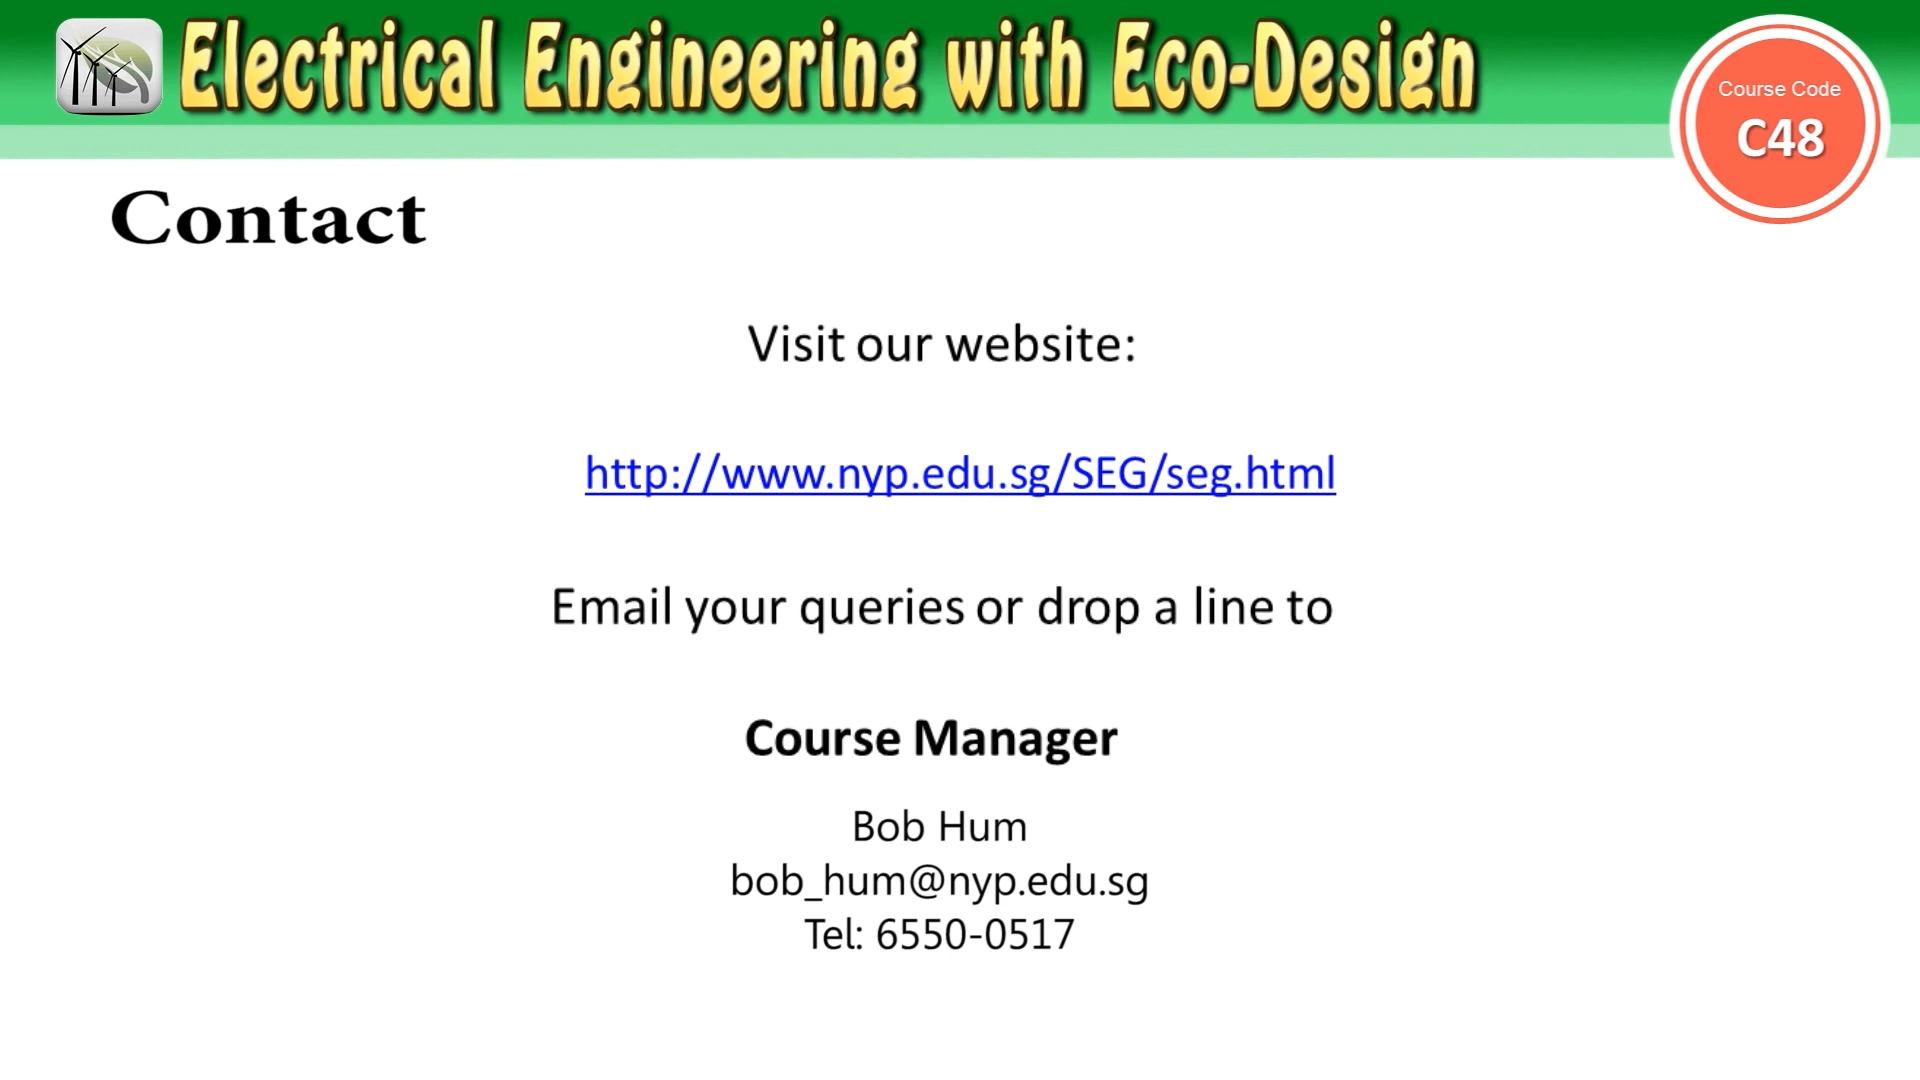 Electrical Engineering with Eco-Design
Course Code
C48
Contact
Visit our website:
http://www.nyp.edu.sg/SEG/seg.html
Email your queries or drop a line to
Course Manager
Bob Hum
bob_hum@nyp.edu.sg
Tel: 6550-0517